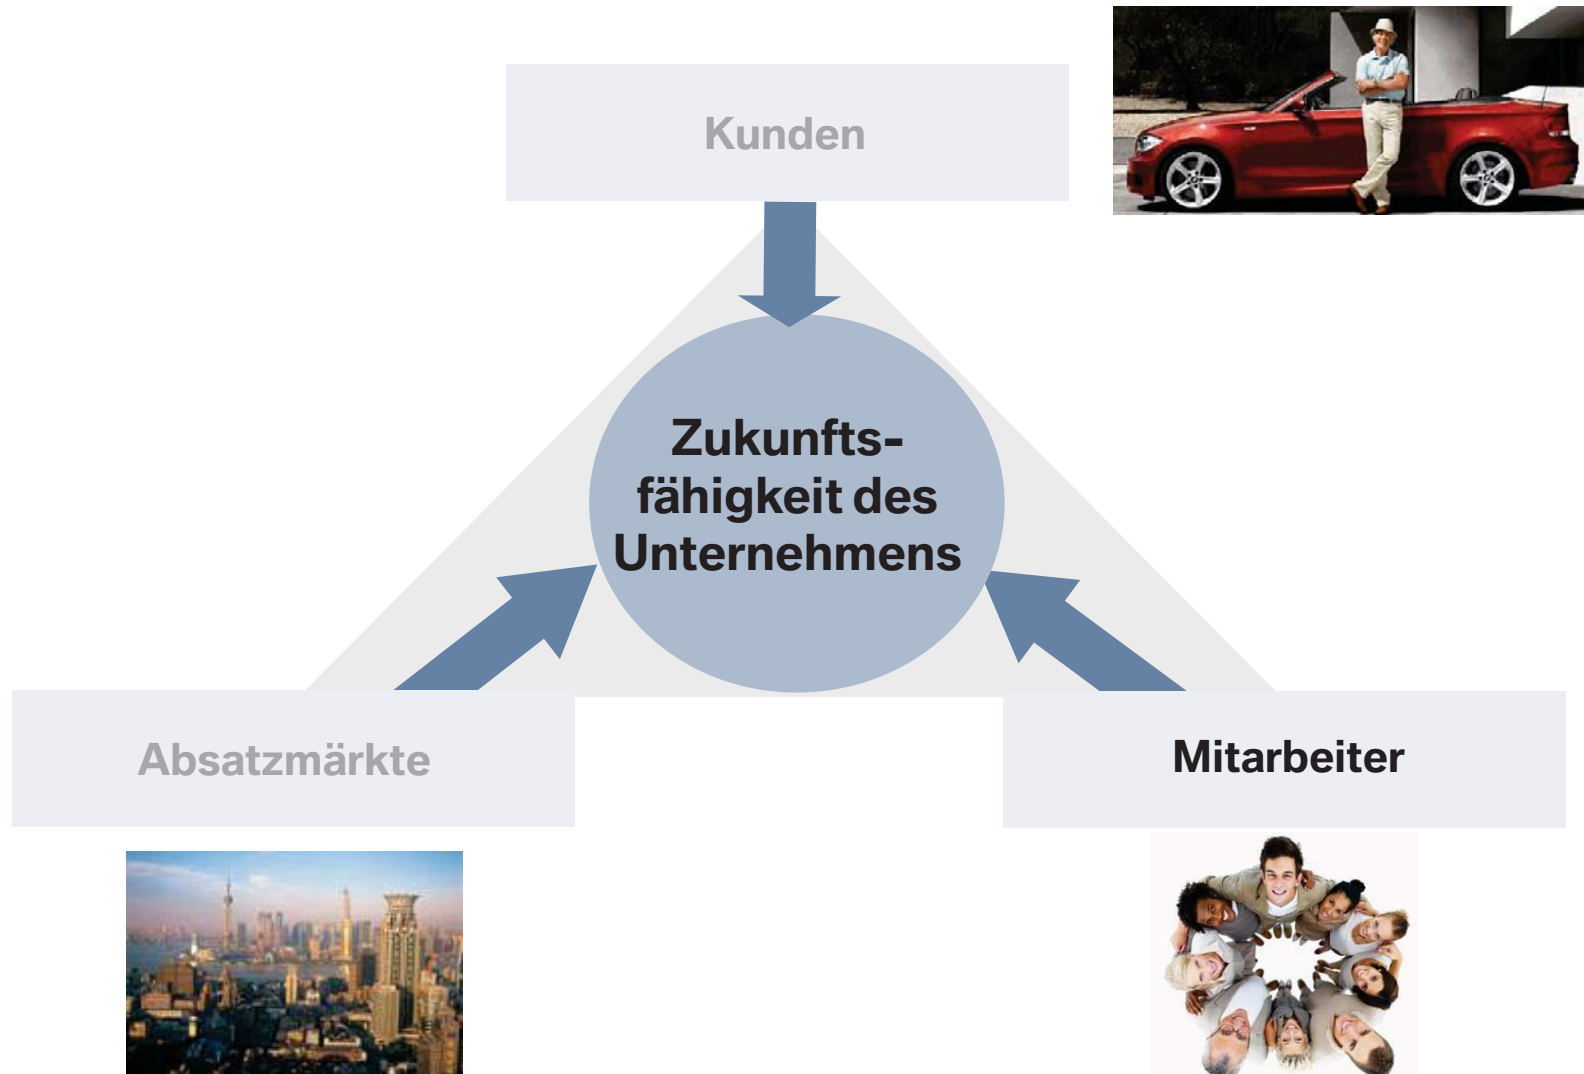 Kunden
Zukunfts-
fähigkeit des
Unternehmens
Absatzmärkte
Mitarbeiter